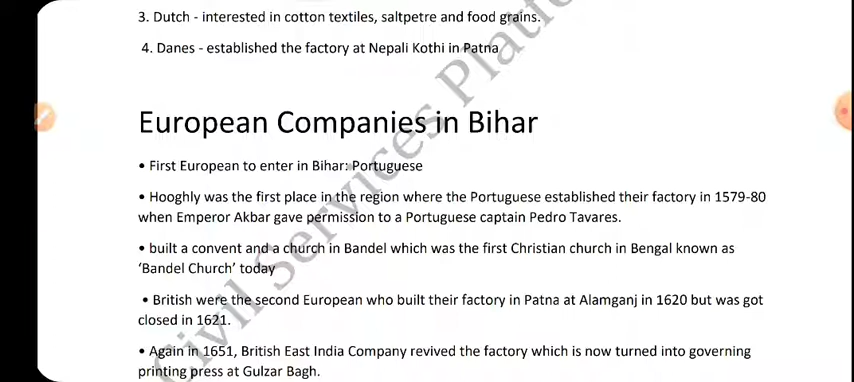 3. Dutch - interested in cotton textiles, saltpetre and food grains.
4. Danes - established the factory at Nepali Kothi in Patna
European Companies in Bihar
• First European to enter in Bihar: Portuguese
• Hooghly was the first place in the region where the Portuguese established their factory in 1579-80
when Emperor Akbar gave permission to a Portuguese captain Pedro Tavares.
• built a convent and a church in Bandel which was the first Christian church in Bengal known as
‘Bandel Church’ today
• British were the second European who built their factory in Patna at Alamganj in 1620 but was got
closed in 1621.
• Again in 1651, British East India Company revived the factory which is now turned into governing
printing press at Gulzar Bagh.
Civil Services Platfo